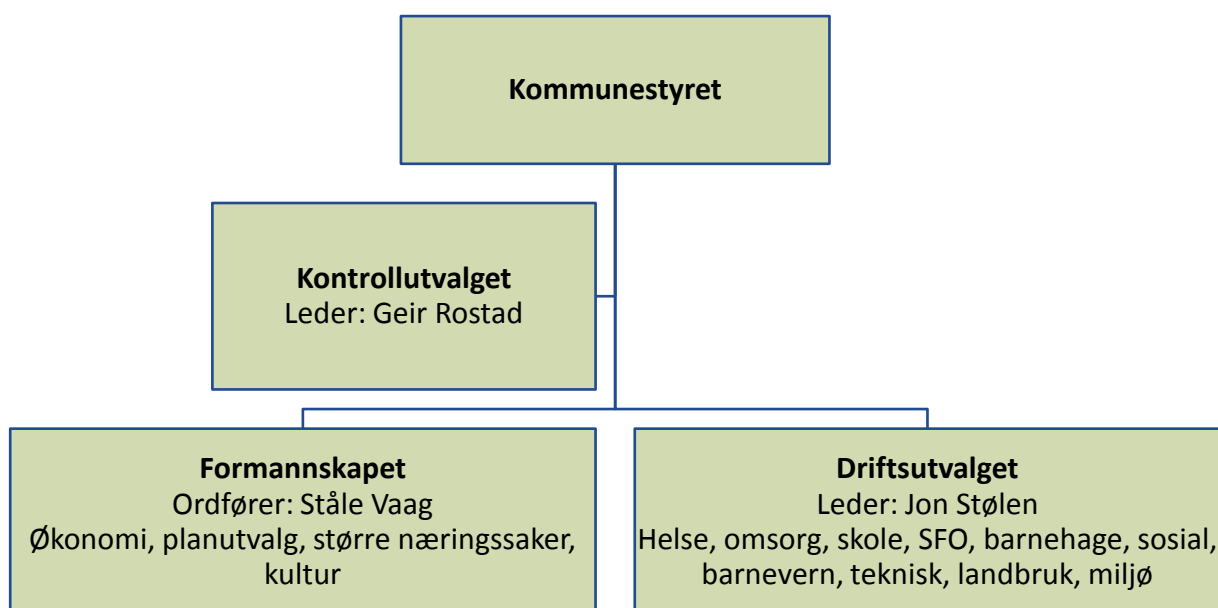 Kommunestyret
Kontrollutvalget
Leder: Geir Rostad
Formannskapet
Ordfører: Ståle Vaag
Økonomi, planutvalg, større næringssaker,
kultur
Driftsutvalget
Leder: Jon Stølen
Helse, omsorg, skole, SFO, barnehage, sosial,
barnevern, teknisk, landbruk, miljø